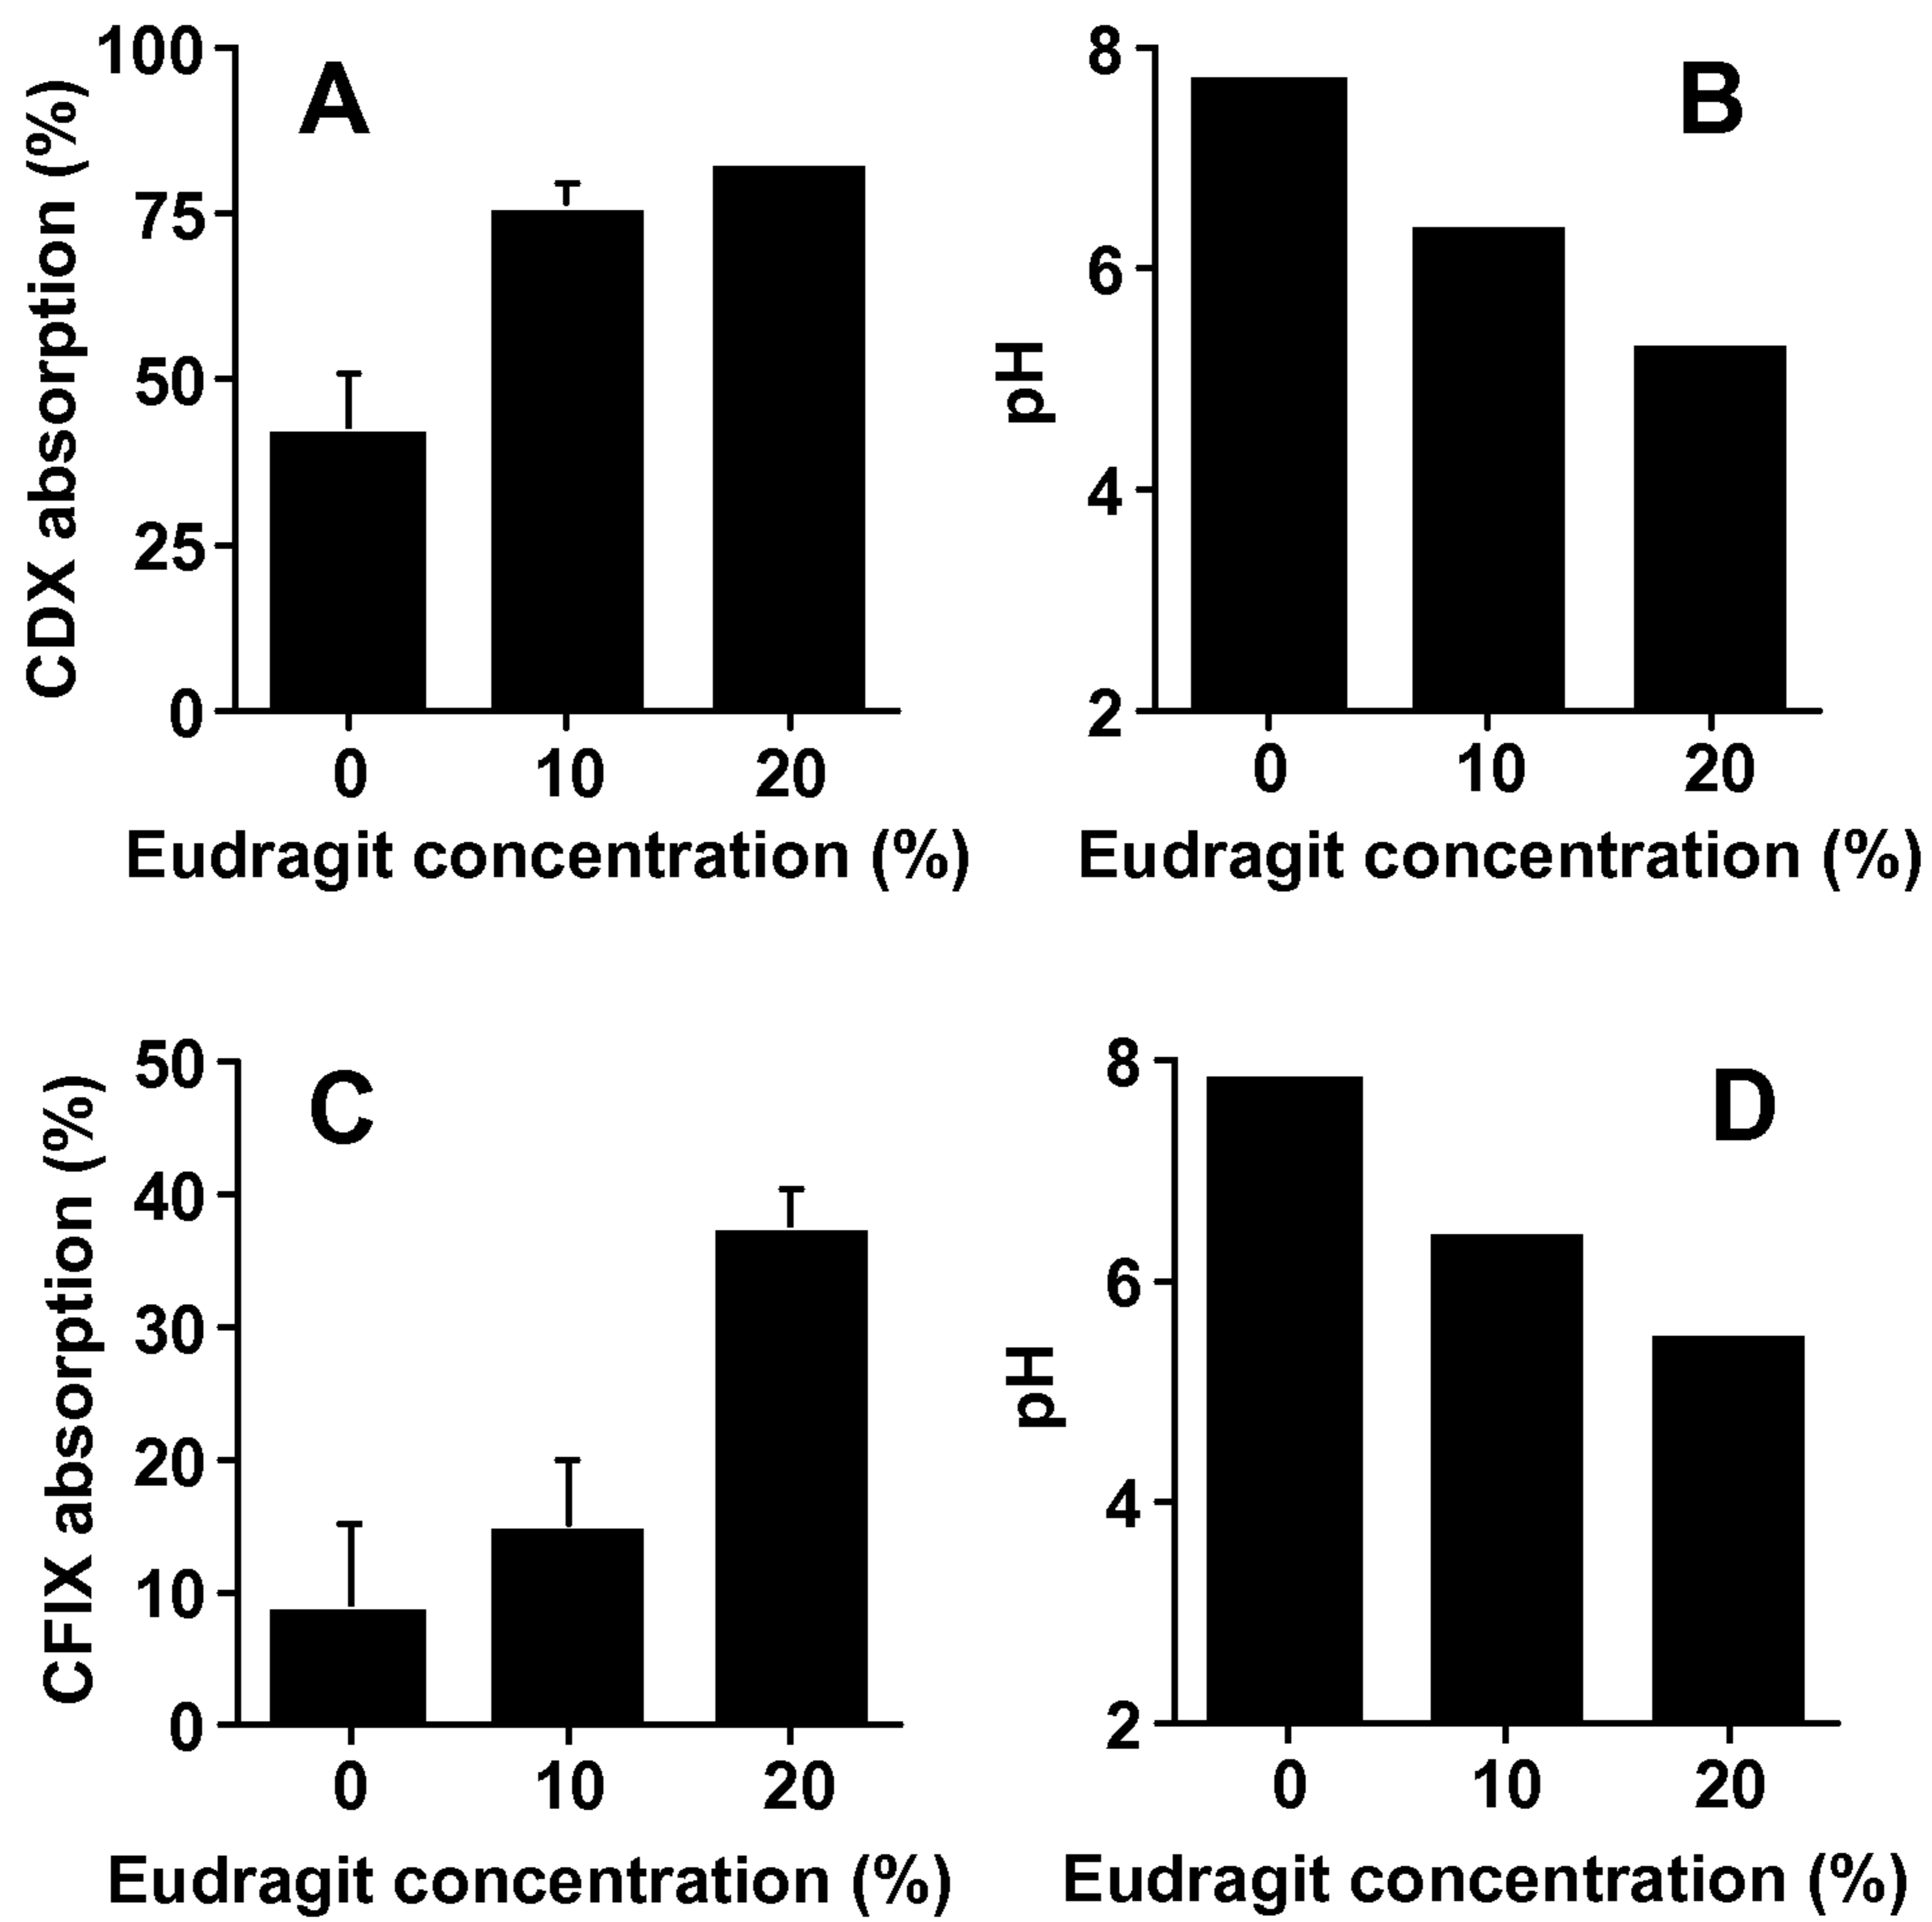 A
CDX absorption (%)
100
75
50
25
0
0 10 20
Eudragit concentration (%)
B
pH
8
6
4
2
0 10 20
Eudragit concentration (%)
C
CFIX absorption (%)
50
40
30
20
10
0
0 10 20
Eudragit concentration (%)
D
pH
8
6
4
2
0 10 20
Eudragit concentration (%)